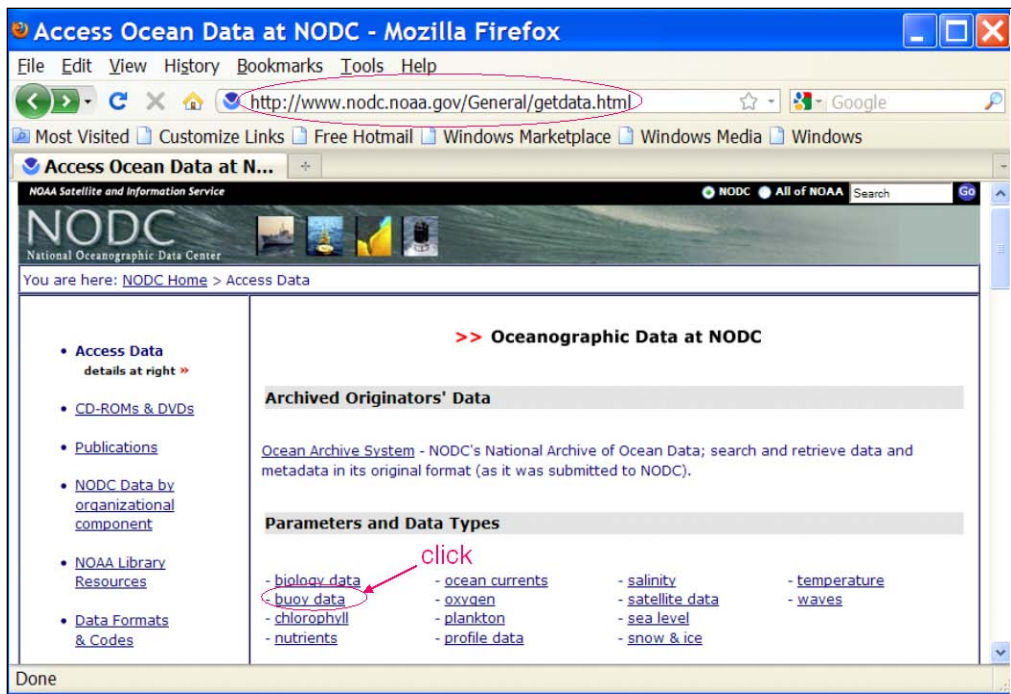 Access Ocean Data at NODC - Mozilla Firefox
File Edit View History Bookmarks Tools Help
http://www.nodc.noaa.gov/General/getdata.html Google
Most Visited Customize Links Free Hotmail Windows Marketplace Windows Media Windows
Access Ocean Data at N...
NOAA Satellite and Information Service NODC All of NOAA Search Go
NODC
National Oceanographic Data Center
You are here: NODC Home > Access Data
• Access Data
details at right »
• CD-ROMs & DVDs
• Publications
• NODC Data by
organizational
component
• NOAA Library
Resources
• Data Formats
& Codes
>> Oceanographic Data at NODC
Archived Originators' Data
Ocean Archive System - NODC's National Archive of Ocean Data; search and retrieve data and
metadata in its original format (as it was submitted to NODC).
Parameters and Data Types
click
- biology data - ocean currents - salinity - temperature
- buoy data - oxygen - satellite data - waves
- chlorophyll - plankton - sea level
- nutrients - profile data - snow & ice
Done